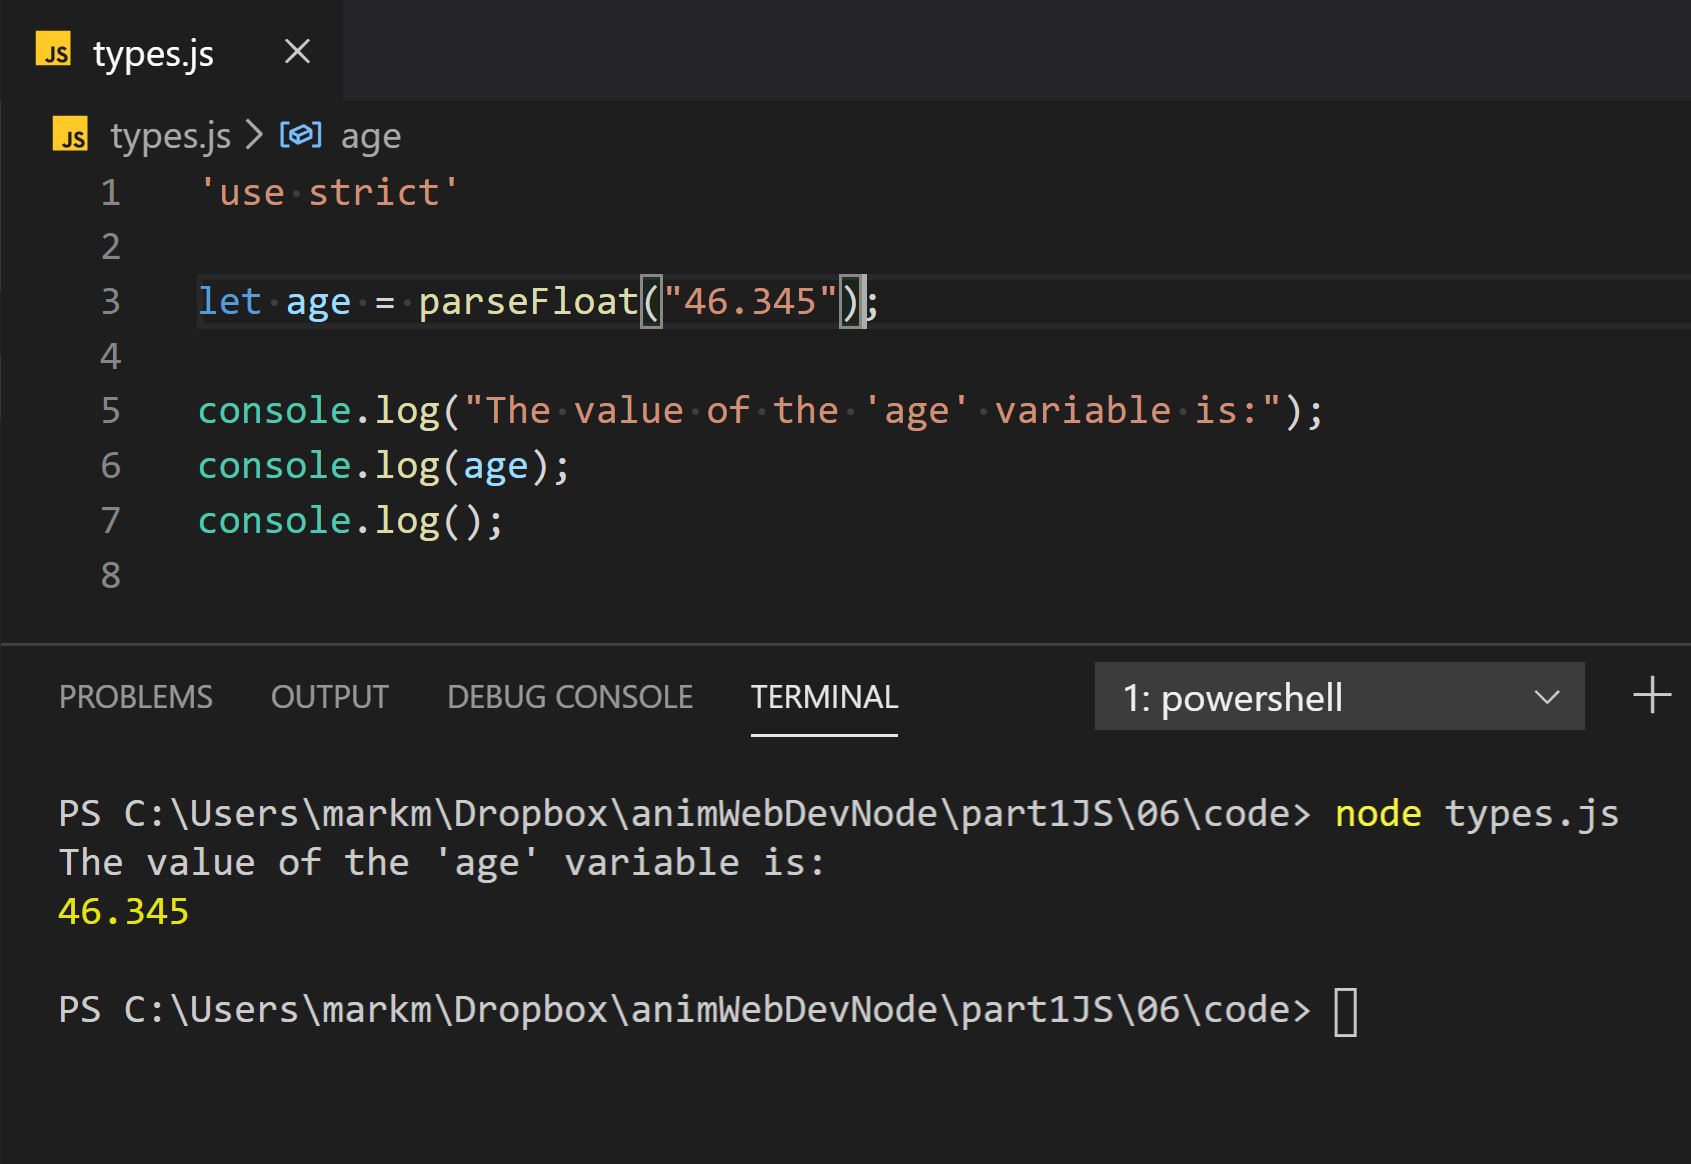 JS types.js
JS types.js > age
1 'use strict'
2
3 let age = parseFloat("46.345");
4
5 console.log("The value of the 'age' variable is:");
6 console.log(age);
7 console.log();
8
PROBLEMS OUTPUT DEBUG CONSOLE TERMINAL 1: powershell
PS C:\Users\markm\Dropbox\animWebDevNode\part1JS\06\code> node types.js
The value of the 'age' variable is:
46.345
PS C:\Users\markm\Dropbox\animWebDevNode\part1JS\06\code>